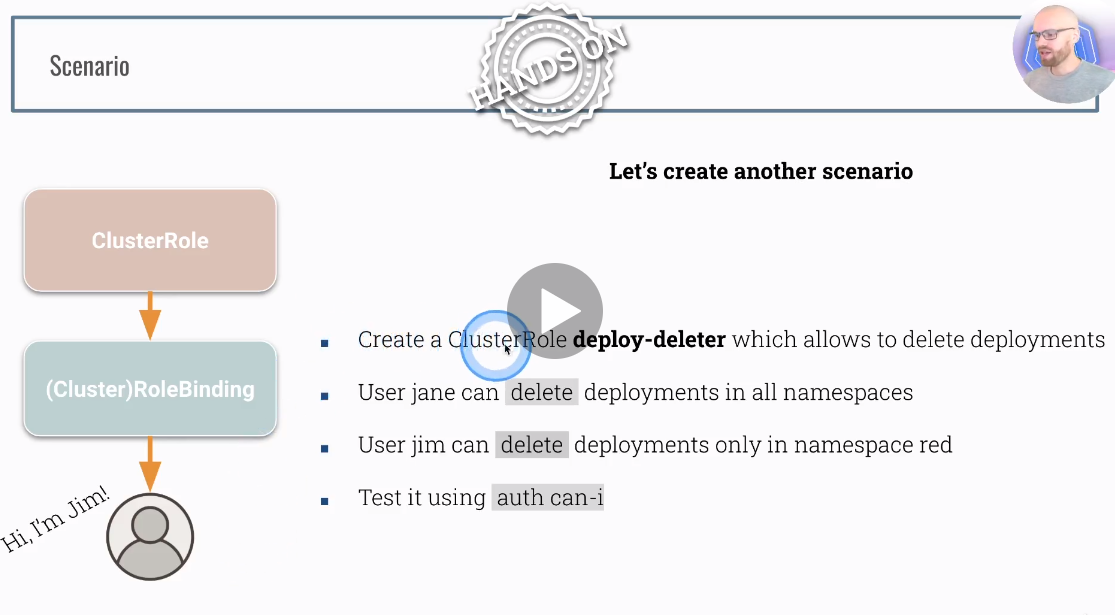 Scenario
HANDS ON
Let's create another scenario
ClusterRole
(Cluster)RoleBinding
Hi, I'm Jim!
Create a ClusterRole deploy-deleter which allows to delete deployments
User jane can delete deployments in all namespaces
User jim can delete deployments only in namespace red
Test it using auth can-i